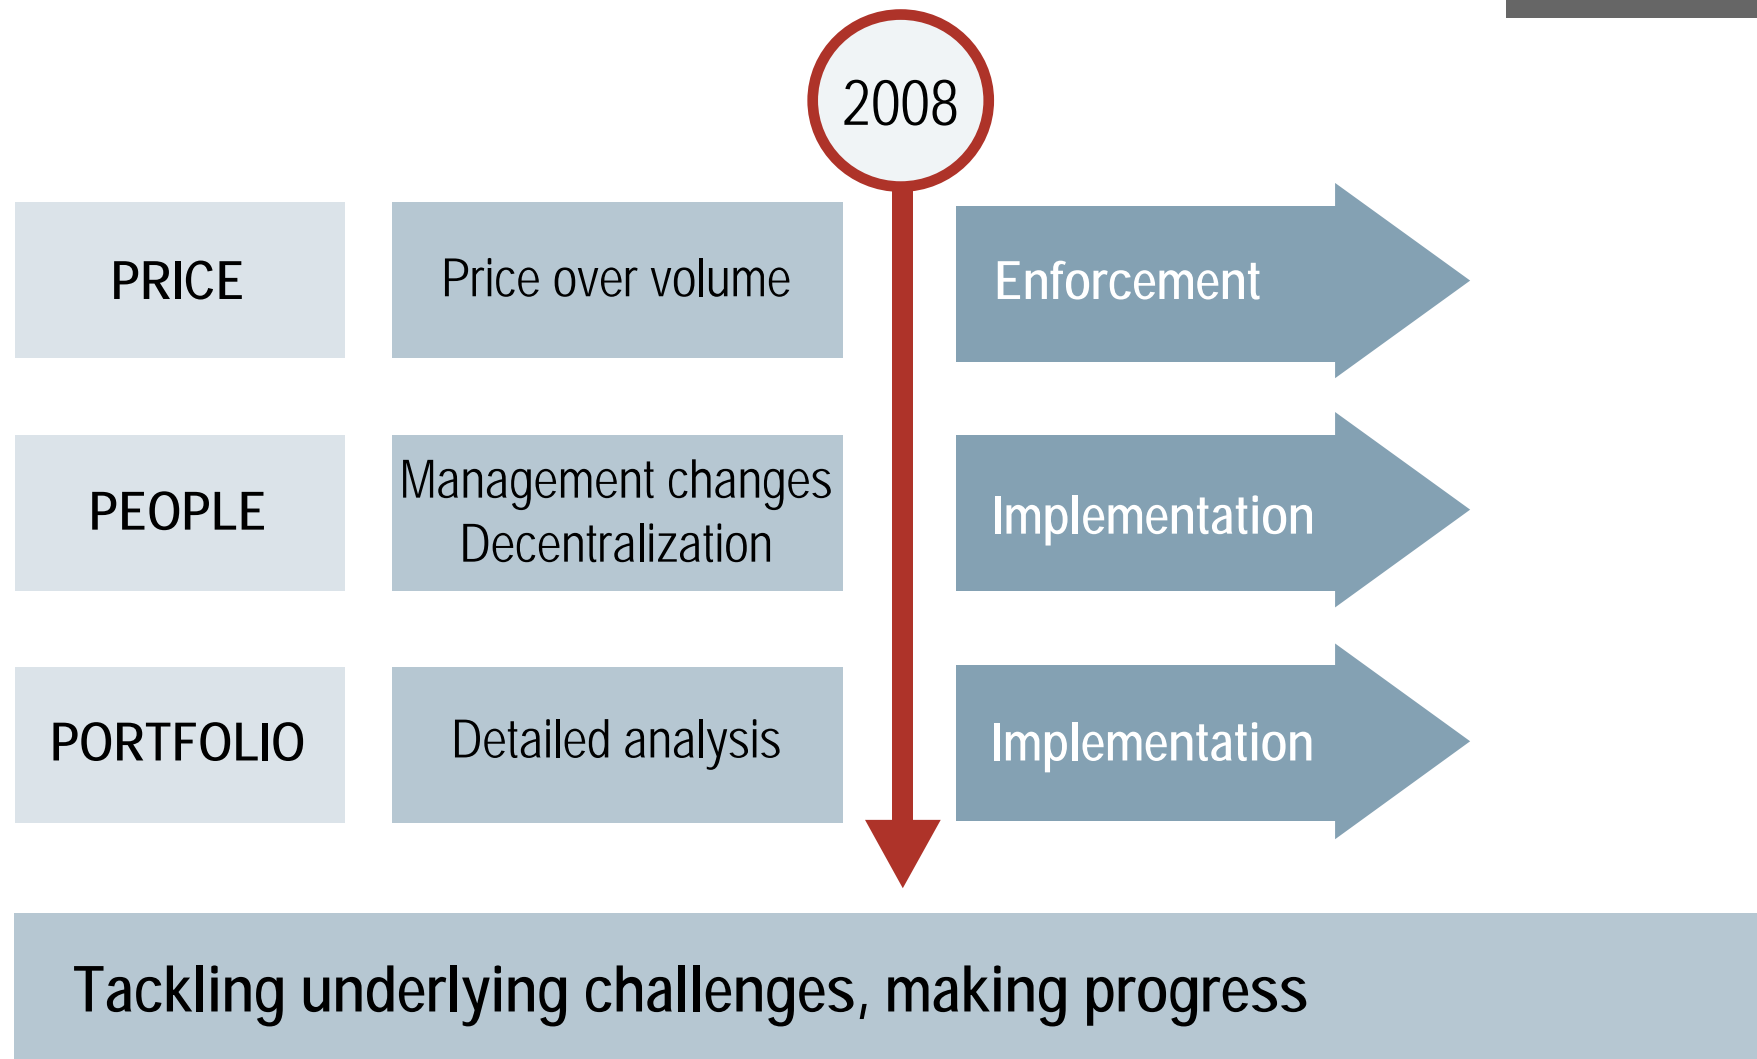 2008
PRICE
Price over volume
Enforcement
PEOPLE
Management changes
Decentralization
Implementation
PORTFOLIO
Detailed analysis
Implementation
Tackling underlying challenges, making progress